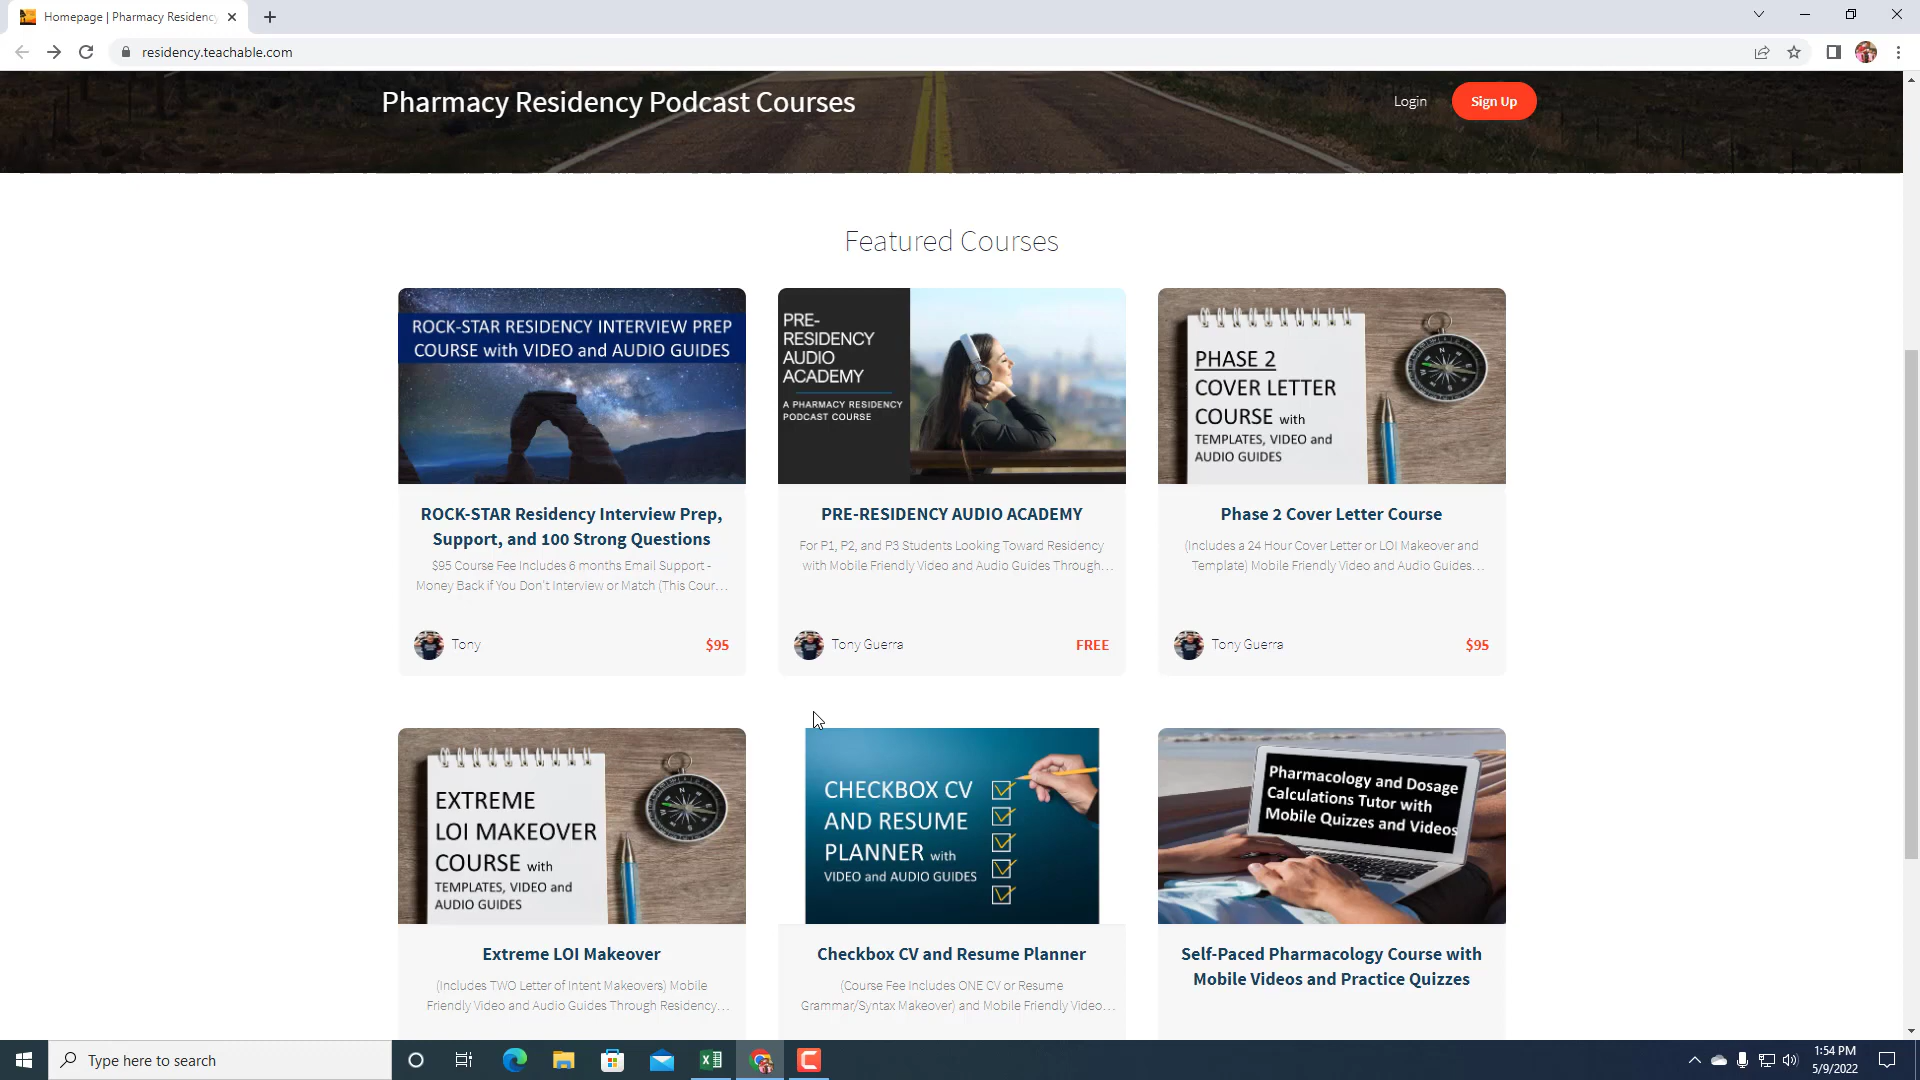 Homepage | Pharmacy Residency
residency.teachable.com
Pharmacy Residency Podcast Courses
Login
Sign Up
Featured Courses
ROCK-STAR RESIDENCY INTERVIEW PREP
COURSE with VIDEO and AUDIO GUIDES
PRE-
RESIDENCY
AUDIO
ACADEMY
A PHARMACY RESIDENCY
PODCAST COURSE
PHASE 2
COVER LETTER
COURSE with
TEMPLATES, VIDEO and
AUDIO GUIDES
ROCK-STAR Residency Interview Prep,
Support, and 100 Strong Questions
$95 Course Fee Includes 6 months Email Support -
Money Back if You Don't Interview or Match (This Cour...
Tony
$95
PRE-RESIDENCY AUDIO ACADEMY
For P1, P2, and P3 Students Looking Toward Residency
with Mobile Friendly Video and Audio Guides Through...
Tony Guerra
FREE
Phase 2 Cover Letter Course
(Includes a 24 Hour Cover Letter or LOI Makeover and
Template) Mobile Friendly Video and Audio Guides...
Tony Guerra
$95
EXTREME
LOI MAKEOVER
COURSE with
TEMPLATES, VIDEO and
AUDIO GUIDES
CHECKBOX CV
AND RESUME
PLANNER with
VIDEO and AUDIO GUIDES
Pharmacology and Dosage
Calculations Tutor with
Mobile Quizzes and Videos
Extreme LOI Makeover
(Includes TWO Letter of Intent Makeovers) Mobile
Friendly Video and Audio Guides Through Residency...
Checkbox CV and Resume Planner
(Course Fee Includes ONE CV or Resume
Grammar/Syntax Makeover) and Mobile Friendly Video...
Self-Paced Pharmacology Course with
Mobile Videos and Practice Quizzes
Type here to search
1:54 PM
5/9/2022